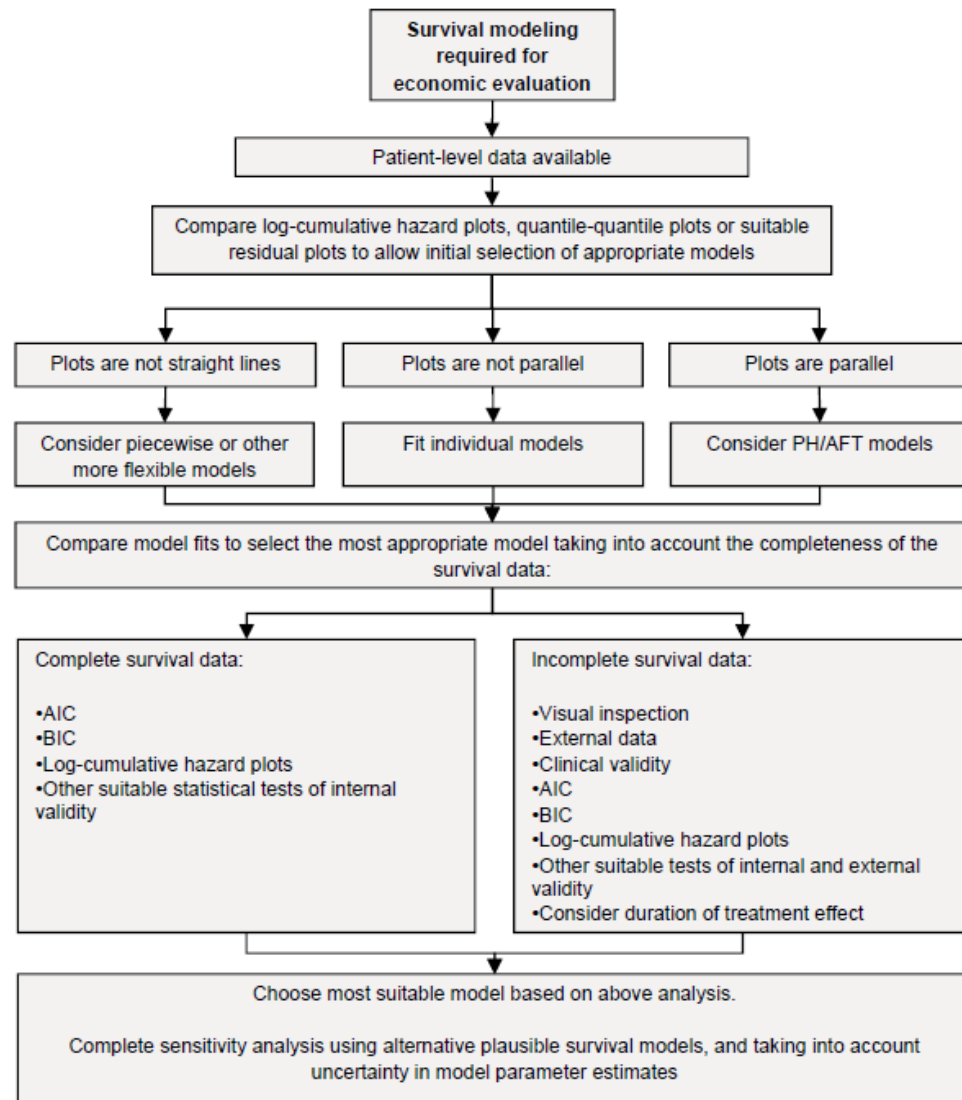 Survival modeling
required for
economic evaluation
Patient-level data available
Compare log-cumulative hazard plots, quantile-quantile plots or suitable
residual plots to allow initial selection of appropriate models
Plots are not straight lines
Plots are not parallel
Plots are parallel
Consider piecewise or other
more flexible models
Fit individual models
Consider PH/AFT models
Compare model fits to select the most appropriate model taking into account the completeness of the
survival data:
Complete survival data:
•AIC
•BIC
•Log-cumulative hazard plots
•Other suitable statistical tests of internal
validity
Incomplete survival data:
•Visual inspection
•External data
•Clinical validity
•AIC
•BIC
•Log-cumulative hazard plots
•Other suitable tests of internal and external
validity
•Consider duration of treatment effect
Choose most suitable model based on above analysis.
Complete sensitivity analysis using alternative plausible survival models, and taking into account
uncertainty in model parameter estimates